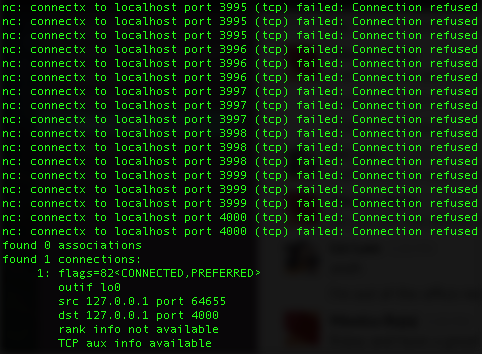 nc: connectx to localhost port 3995 (tcp) failed: Connection refused
nc: connectx to localhost port 3995 (tcp) failed: Connection refused
nc: connectx to localhost port 3995 (tcp) failed: Connection refused
nc: connectx to localhost port 3996 (tcp) failed: Connection refused
nc: connectx to localhost port 3996 (tcp) failed: Connection refused
nc: connectx to localhost port 3996 (tcp) failed: Connection refused
nc: connectx to localhost port 3997 (tcp) failed: Connection refused
nc: connectx to localhost port 3997 (tcp) failed: Connection refused
nc: connectx to localhost port 3997 (tcp) failed: Connection refused
nc: connectx to localhost port 3998 (tcp) failed: Connection refused
nc: connectx to localhost port 3998 (tcp) failed: Connection refused
nc: connectx to localhost port 3998 (tcp) failed: Connection refused
nc: connectx to localhost port 3999 (tcp) failed: Connection refused
nc: connectx to localhost port 3999 (tcp) failed: Connection refused
nc: connectx to localhost port 3999 (tcp) failed: Connection refused
nc: connectx to localhost port 4000 (tcp) failed: Connection refused
nc: connectx to localhost port 4000 (tcp) failed: Connection refused
found 0 associations
found 1 connections:
1: flags=82<CONNECTED,PREFERRED>
outif lo0
src 127.0.0.1 port 64655
dst 127.0.0.1 port 4000
rank info not available
TCP aux info available